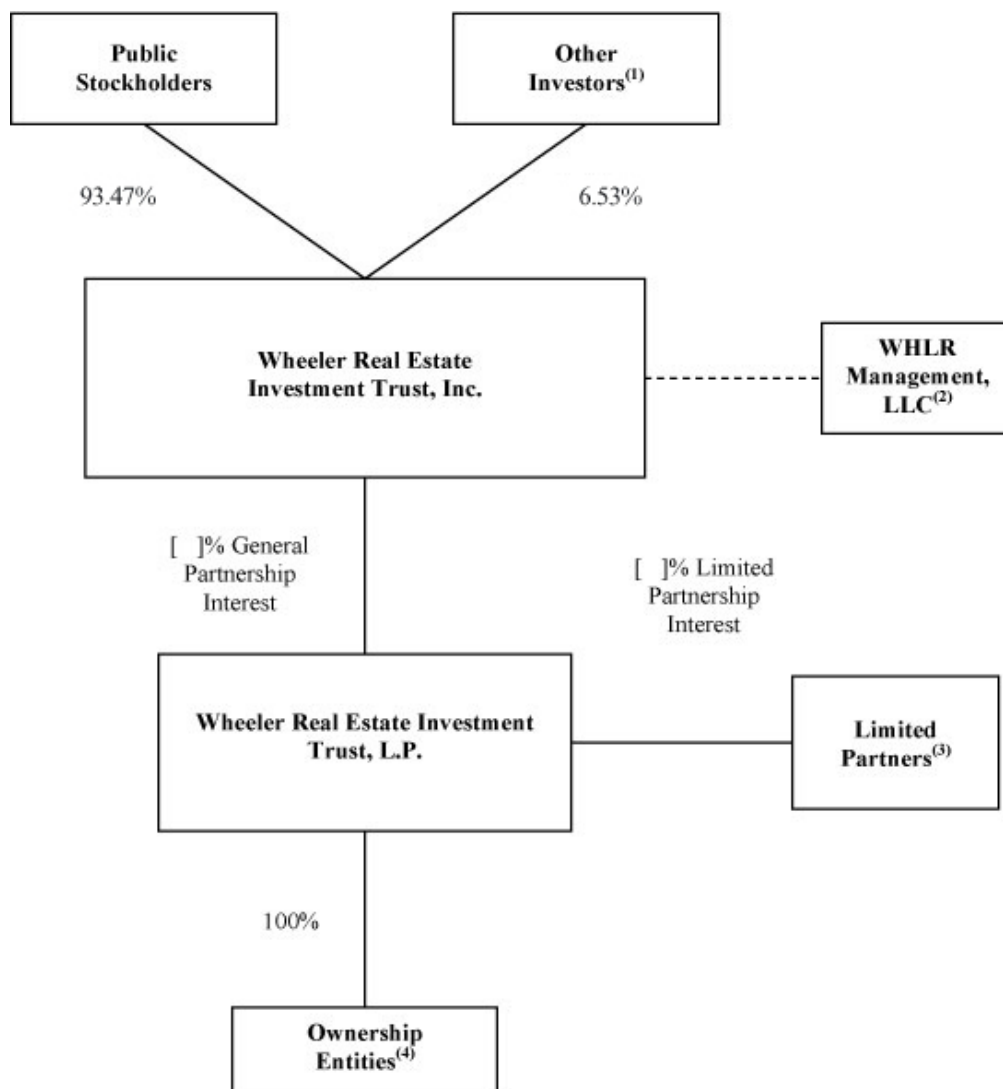 Public
Stockholders
Other
Investors(1)
93.47%
6.53%
Wheeler Real Estate
Investment Trust, Inc.
WHLR
Management,
LLC(2)
[ ]% General
Partnership
Interest
[ ]% Limited
Partnership
Interest
Wheeler Real Estate Investment
Trust, L.P.
Limited
Partners(3)
100%
Ownership
Entities(4)